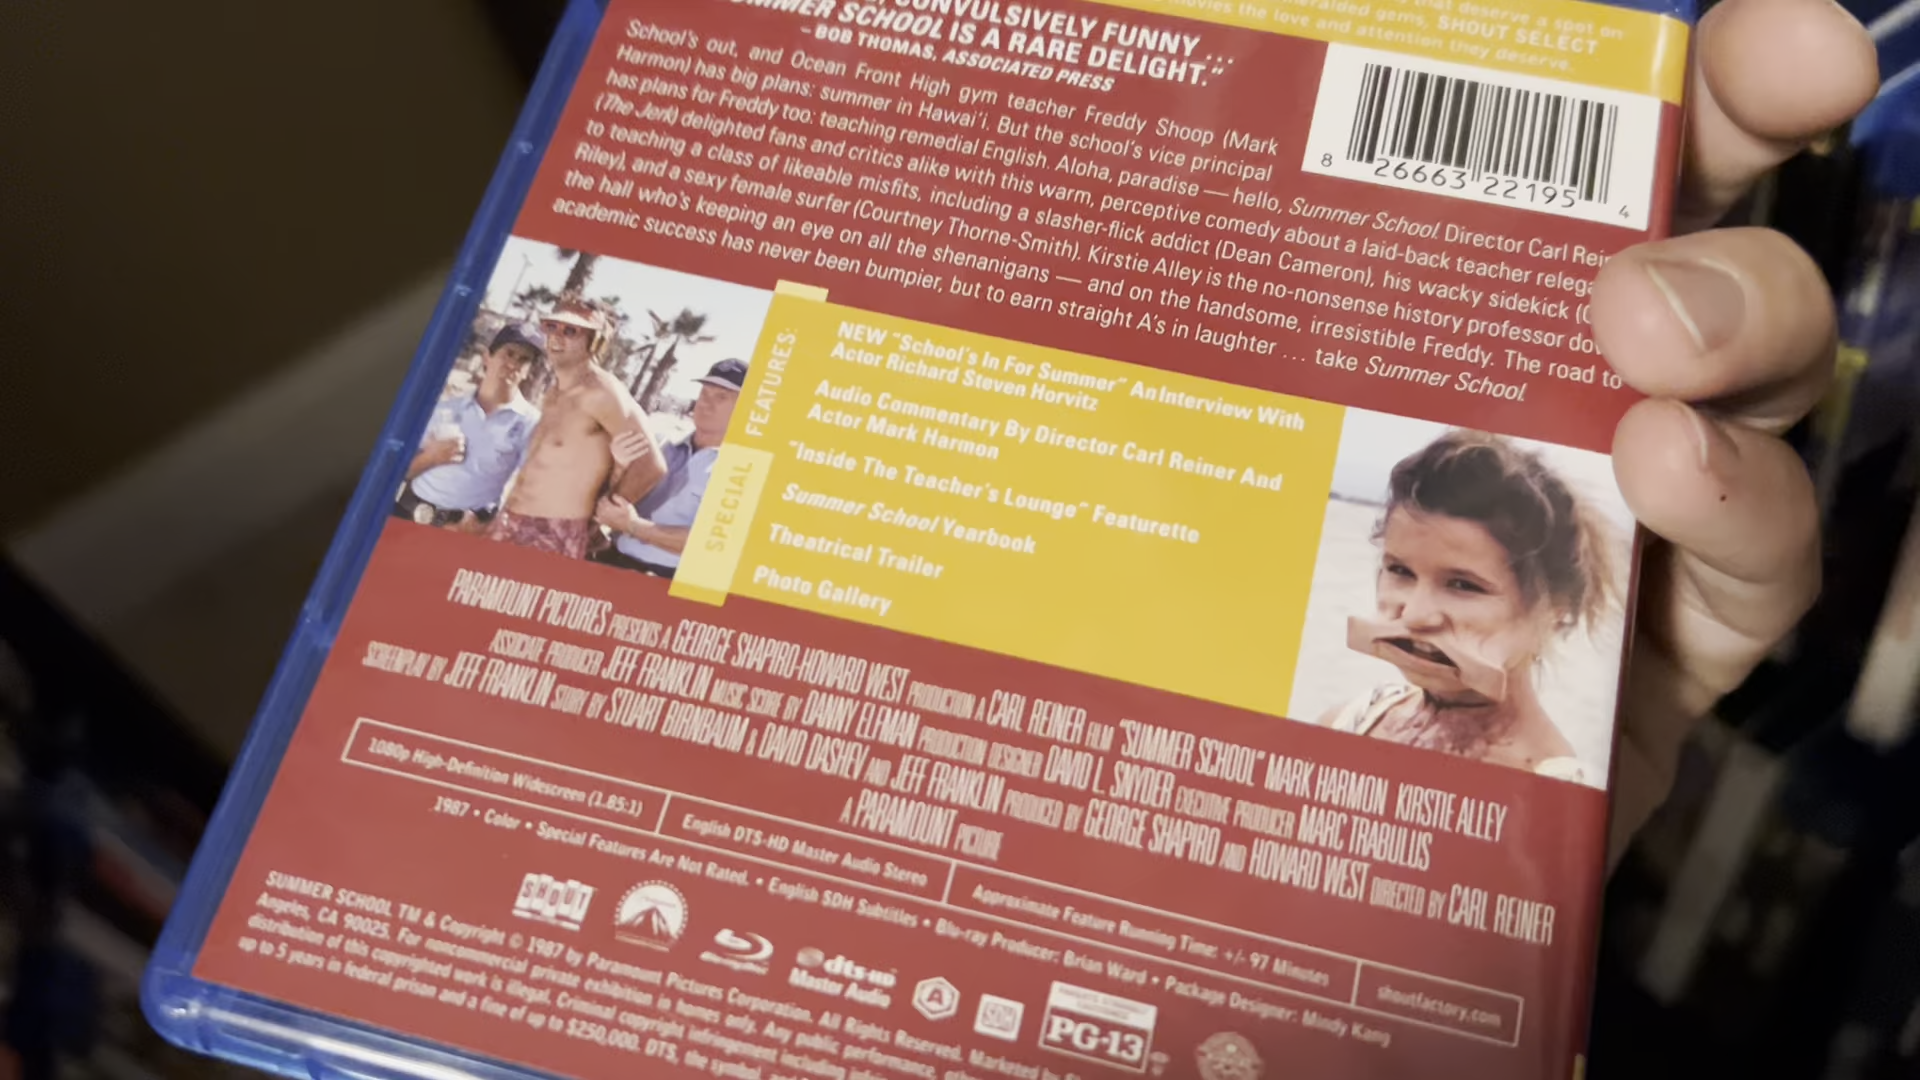 that deserve a spot on
heralded gems, SHOUT SELECT
movies the love and attention they deserve.
CONVULSIVELY FUNNY ...
SUMMER SCHOOL IS A RARE DELIGHT."
– BOB THOMAS, ASSOCIATED PRESS
School's out, and Ocean Front High gym teacher Freddy Shoop (Mark
Harmon) has big plans: summer in Hawai'i. But the school's vice principal
has plans for Freddy too: teaching remedial English. Aloha, paradise — hello, Summer School. Director Carl
(The Jerk) delighted fans and critics alike with this warm, perceptive comedy about a laid-back teacher
to teaching a class of likeable misfits, including a slasher-flick addict (Dean Cameron), his wacky sidekick
Riley), and a sexy female surfer (Courtney Thorne-Smith). Kirstie Alley is the no-nonsense history professor
the hall who's keeping an eye on all the shenanigans — and on the handsome, irresistible Freddy. The road to
academic success has never been bumpier, but to earn straight A's in laughter ... take Summer School.
8 26663 22195 4
SPECIAL FEATURES:
NEW "School's In For Summer" An Interview With
Actor Richard Steven Horvitz
Audio Commentary By Director Carl Reiner And
Actor Mark Harmon
"Inside The Teacher's Lounge" Featurette
Summer School Yearbook
Theatrical Trailer
Photo Gallery
PARAMOUNT PICTURES PRESENTS A GEORGE SHAPIRO-HOWARD WEST PRODUCTION A CARL REINER FILM "SUMMER SCHOOL" MARK HARMON KIRSTIE ALLEY
ASSOCIATE PRODUCER JEFF FRANKLIN MUSIC SCORE BY DANNY ELFMAN PRODUCTION DESIGNER DAVID L. SNYDER EXECUTIVE PRODUCER MARC TRABULUS
SCREENPLAY BY JEFF FRANKLIN STORY BY STUART BIRNBAUM & DAVID DASHEV AND JEFF FRANKLIN PRODUCED BY GEORGE SHAPIRO AND HOWARD WEST DIRECTED BY CARL REINER
A PARAMOUNT PICTURE
1080p High-Definition Widescreen (1.85:1) English DTS-HD Master Audio Stereo Approximate Feature Running Time: +/- 97 Minutes shoutfactory.com
1987 • Color • Special Features Are Not Rated. • English SDH Subtitles • Blu-ray Producer: Brian Ward • Package Designer: Mindy Kang
SHOUT
dts-HD
Master Audio
A
SDH
PG-13
SUMMER SCHOOL TM & Copyright © 1987 by Paramount Pictures Corporation. All Rights Reserved. Marketed by
Angeles, CA 90025. For noncommercial private exhibition in homes only. Any public performance,
distribution of this copyrighted work is illegal. Criminal copyright infringement including
up to 5 years in federal prison and a fine of up to $250,000. DTS, the symbol,